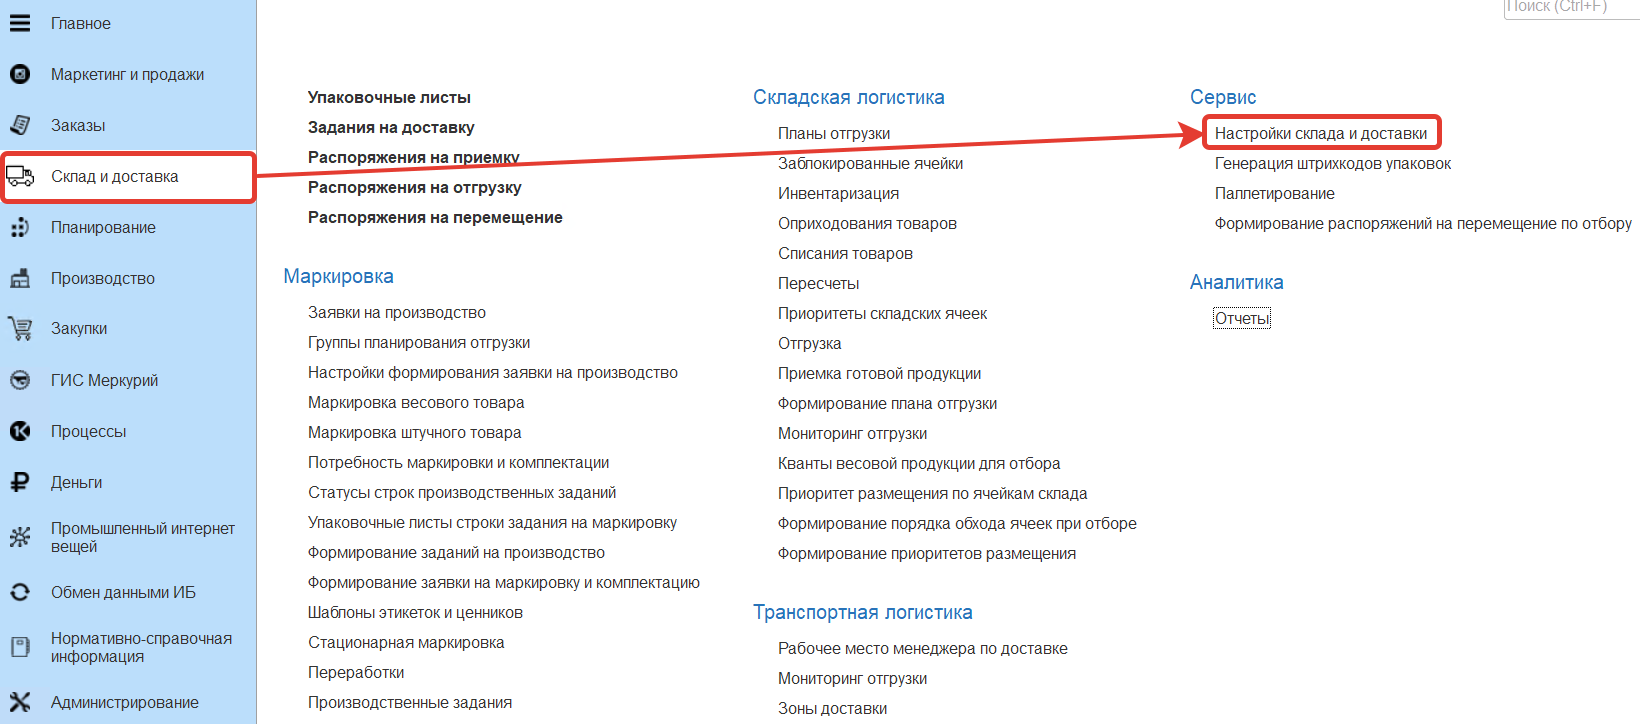 Главное
Маркетинг и продажи
Заказы
Склад и доставка
Планирование
Производство
Закупки
ГИС Меркурий
Процессы
Деньги
Промышленный интернет
вещей
Обмен данными ИБ
Нормативно-справочная
информация
Администрирование
Упаковочные листы
Задания на доставку
Распоряжения на приемку
Распоряжения на отгрузку
Распоряжения на перемещение
Маркировка
Заявки на производство
Группы планирования отгрузки
Настройки формирования заявки на производство
Маркировка весового товара
Маркировка штучного товара
Потребность маркировки и комплектации
Статусы строк производственных заданий
Упаковочные листы строки задания на маркировку
Формирование заданий на производство
Формирование заявки на маркировку и комплектацию
Шаблоны этикеток и ценников
Стационарная маркировка
Переработки
Производственные задания
Складская логистика
Планы отгрузки
Заблокированные ячейки
Инвентаризация
Оприходования товаров
Списания товаров
Пересчеты
Приоритеты складских ячеек
Отгрузка
Приемка готовой продукции
Формирование плана отгрузки
Мониторинг отгрузки
Кванты весовой продукции для отбора
Приоритет размещения по ячейкам склада
Формирование порядка обхода ячеек при отборе
Формирование приоритетов размещения
Транспортная логистика
Рабочее место менеджера по доставке
Мониторинг отгрузки
Зоны доставки
Поиск (Ctrl+F)
Сервис
Настройки склада и доставки
Генерация штрихкодов упаковок
Паллетирование
Формирование распоряжений на перемещение по отбору
Аналитика
Отчеты